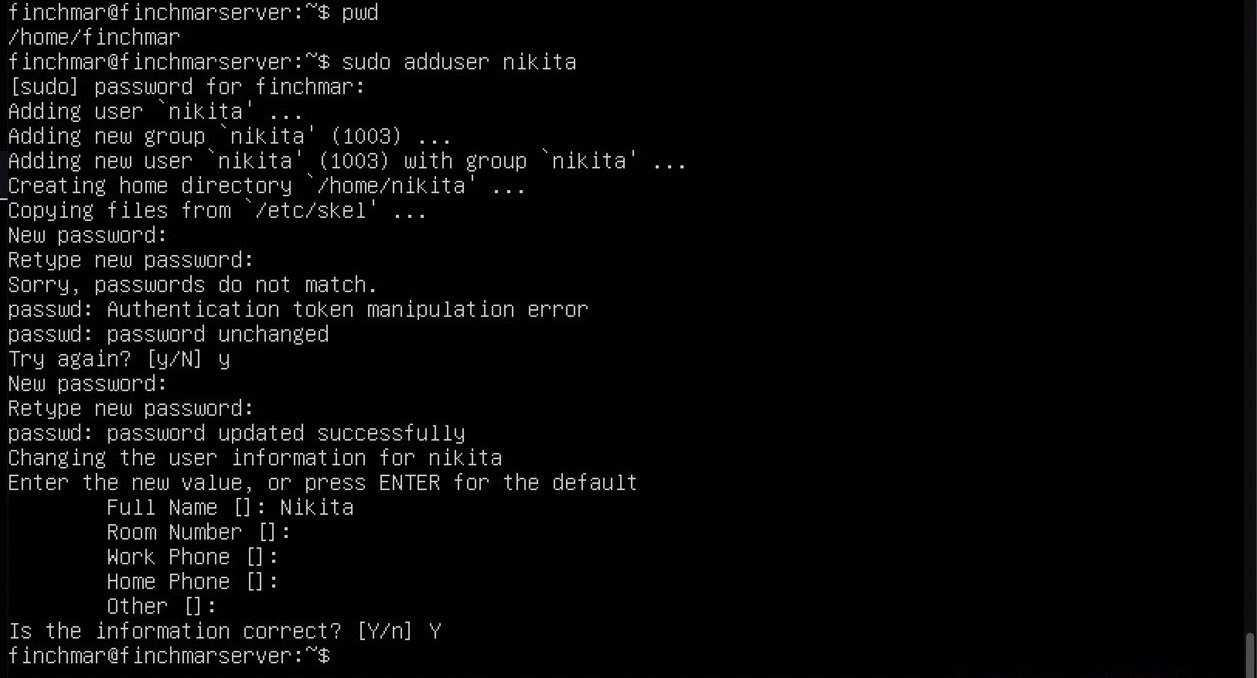 finchmar@finchmarserver:~$ pwd
/home/finchmar
finchmar@finchmarserver:~$ sudo adduser nikita
[sudo] password for finchmar:
Adding user `nikita' ...
Adding new group `nikita' (1003) ...
Adding new user `nikita' (1003) with group `nikita' ...
Creating home directory `/home/nikita' ...
Copying files from `/etc/skel' ...
New password:
Retype new password:
Sorry, passwords do not match.
passwd: Authentication token manipulation error
passwd: password unchanged
Try again? [y/N] y
New password:
Retype new password:
passwd: password updated successfully
Changing the user information for nikita
Enter the new value, or press ENTER for the default
        Full Name []: Nikita
        Room Number []:
        Work Phone []:
        Home Phone []:
        Other []:
Is the information correct? [Y/n] Y
finchmar@finchmarserver:~$